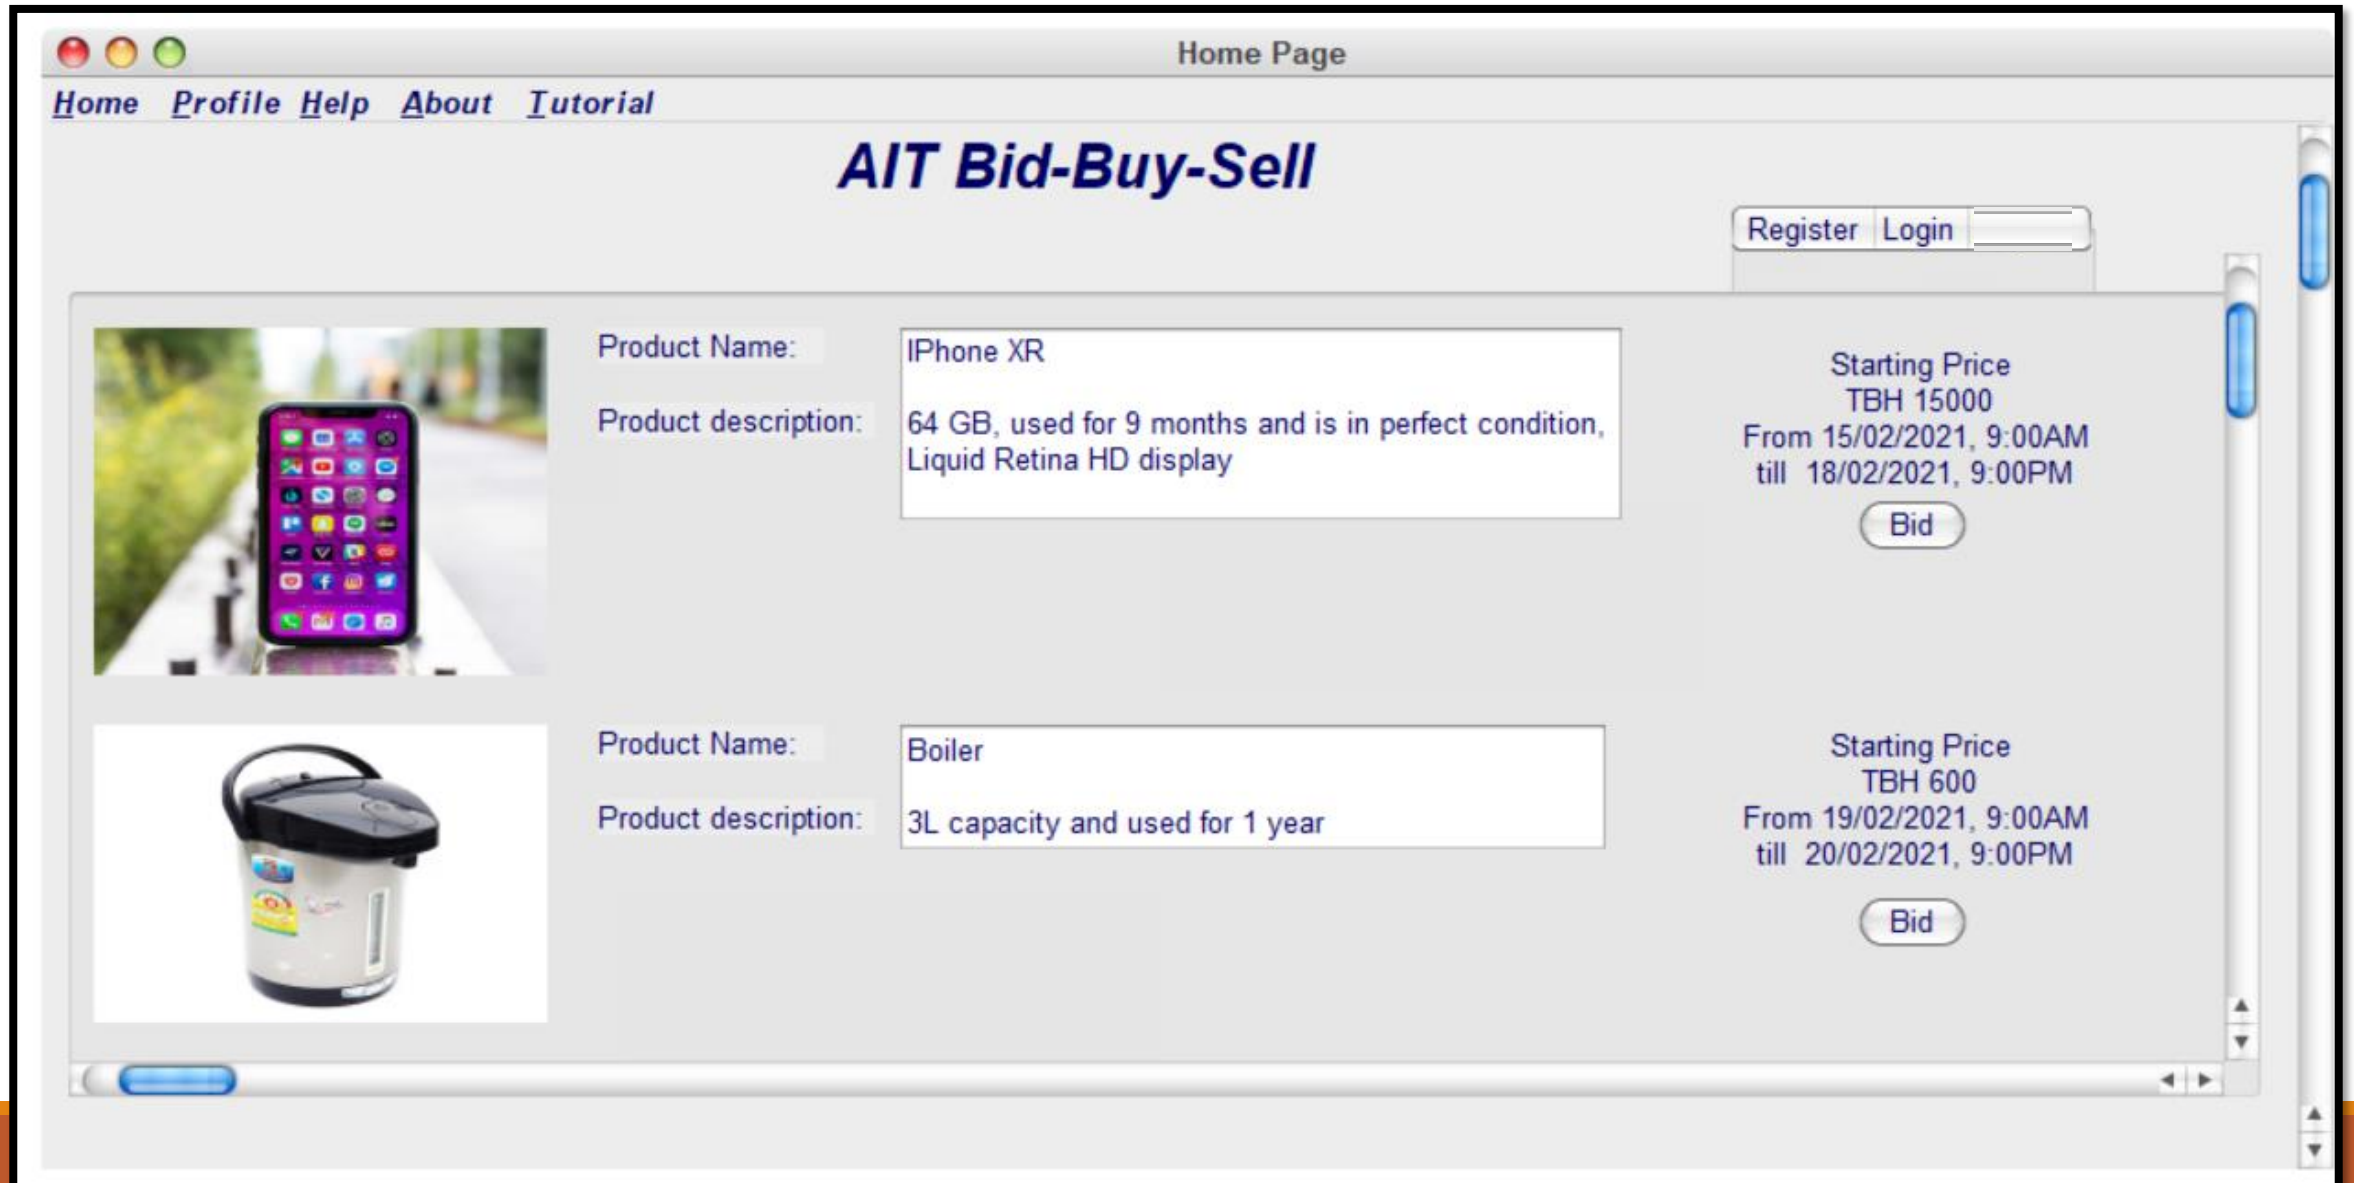 Home Page
Home Profile Help About Tutorial
AIT Bid-Buy-Sell
Register Login
Product Name:
IPhone XR
Product description:
64 GB, used for 9 months and is in perfect condition,
Liquid Retina HD display
Starting Price
TBH 15000
From 15/02/2021, 9:00AM
till 18/02/2021, 9:00PM
Bid
Product Name:
Boiler
Product description:
3L capacity and used for 1 year
Starting Price
TBH 600
From 19/02/2021, 9:00AM
till 20/02/2021, 9:00PM
Bid